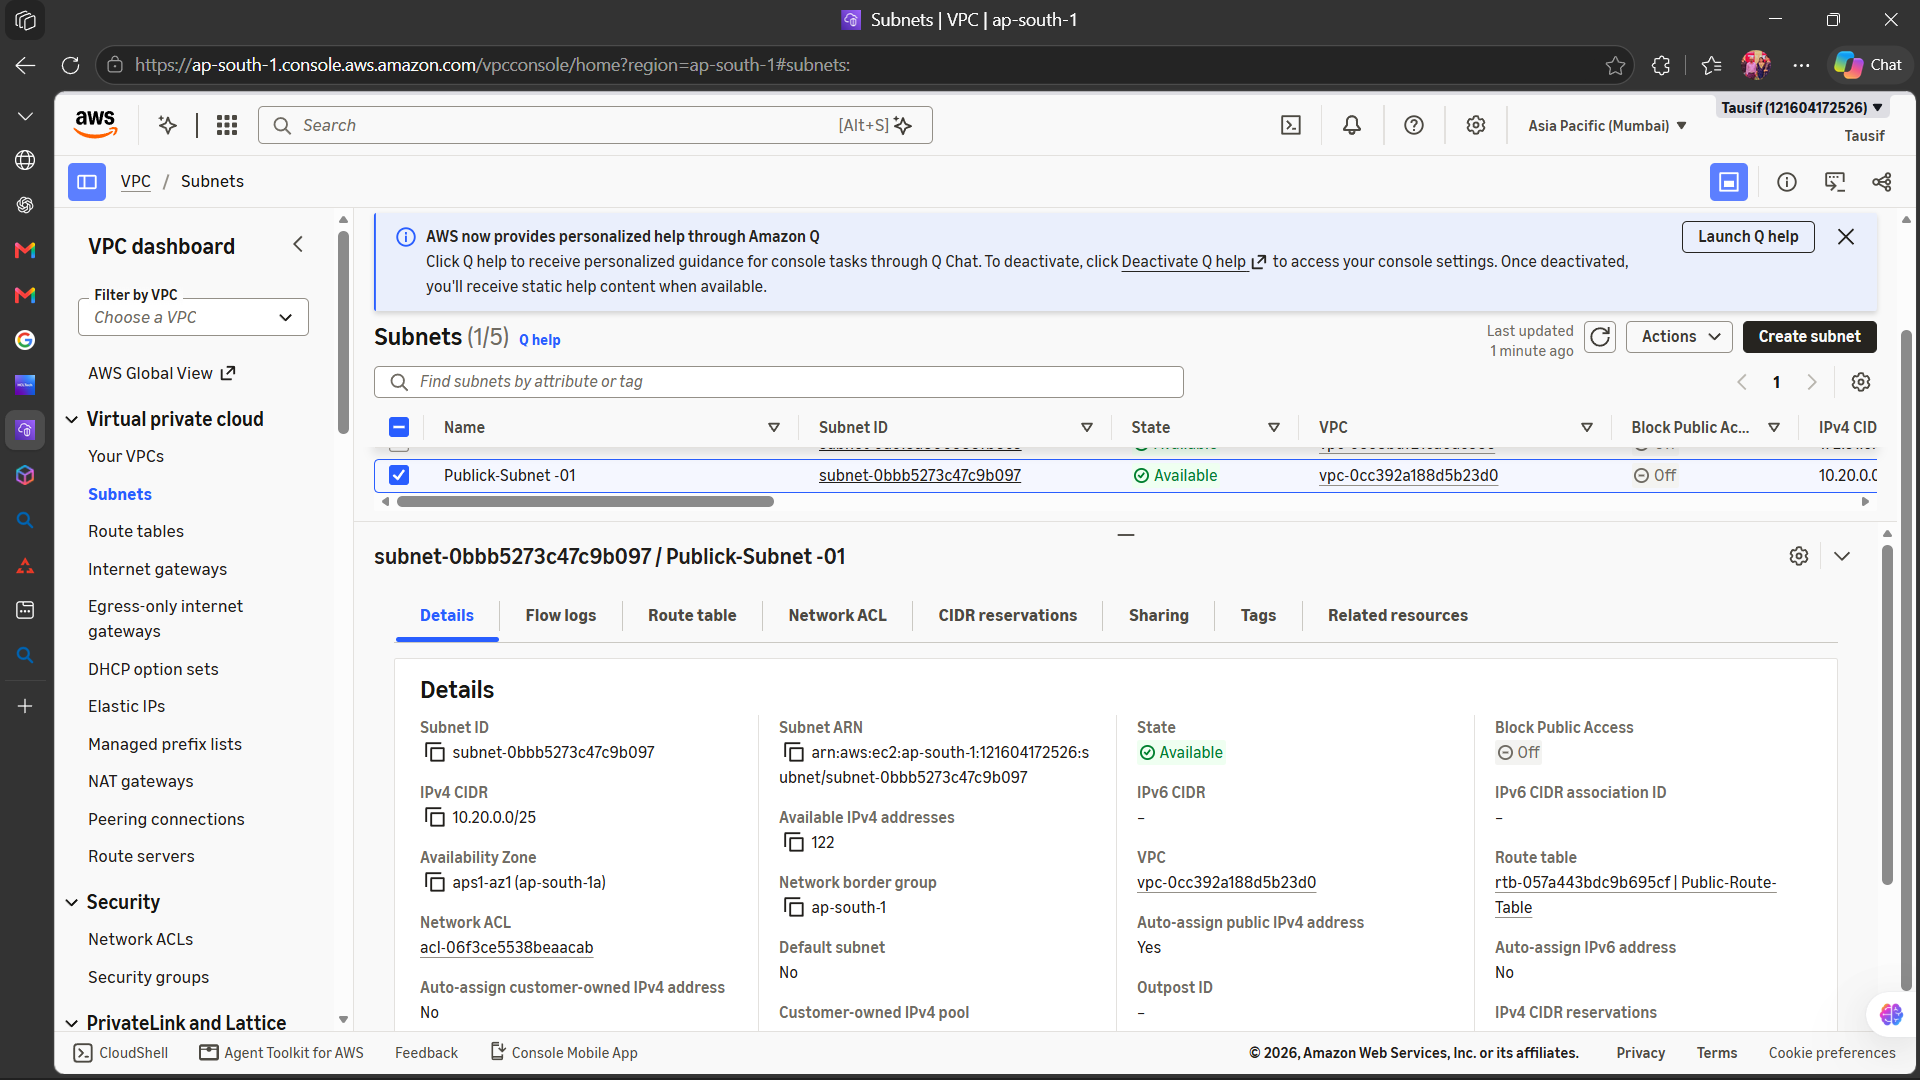 Subnets | VPC | ap-south-1
https://ap-south-1.console.aws.amazon.com/vpcconsole/home?region=ap-south-1#subnets:
Chat
aws
Search
[Alt+S]
Asia Pacific (Mumbai)
Tausif (121604172526)
Tausif
VPC / Subnets
VPC dashboard
Filter by VPC
Choose a VPC
AWS Global View
Virtual private cloud
Your VPCs
Subnets
Route tables
Internet gateways
Egress-only internet
gateways
DHCP option sets
Elastic IPs
Managed prefix lists
NAT gateways
Peering connections
Route servers
Security
Network ACLs
Security groups
PrivateLink and Lattice
AWS now provides personalized help through Amazon Q
Click Q help to receive personalized guidance for console tasks through Q Chat. To deactivate, click Deactivate Q help to access your console settings. Once deactivated,
you'll receive static help content when available.
Launch Q help
Subnets (1/5) Q help
Last updated
1 minute ago
Actions
Create subnet
Find subnets by attribute or tag
1
Name Subnet ID State VPC Block Public Ac... IPv4 CID
Publick-Subnet -01 subnet-0bbb5273c47c9b097 Available vpc-0cc392a188d5b23d0 Off 10.20.0.0
subnet-0bbb5273c47c9b097 / Publick-Subnet -01
Details Flow logs Route table Network ACL CIDR reservations Sharing Tags Related resources
Details
Subnet ID
subnet-0bbb5273c47c9b097
IPv4 CIDR
10.20.0.0/25
Availability Zone
aps1-az1 (ap-south-1a)
Network ACL
acl-06f3ce5538beaacab
Auto-assign customer-owned IPv4 address
No
Subnet ARN
arn:aws:ec2:ap-south-1:121604172526:s
ubnet/subnet-0bbb5273c47c9b097
Available IPv4 addresses
122
Network border group
ap-south-1
Default subnet
No
Customer-owned IPv4 pool
State
Available
IPv6 CIDR
–
VPC
vpc-0cc392a188d5b23d0
Auto-assign public IPv4 address
Yes
Outpost ID
–
Block Public Access
Off
IPv6 CIDR association ID
–
Route table
rtb-057a443bdc9b695cf | Public-Route-
Table
Auto-assign IPv6 address
No
IPv4 CIDR reservations
CloudShell
Agent Toolkit for AWS
Feedback
Console Mobile App
© 2026, Amazon Web Services, Inc. or its affiliates.
Privacy
Terms
Cookie preferences